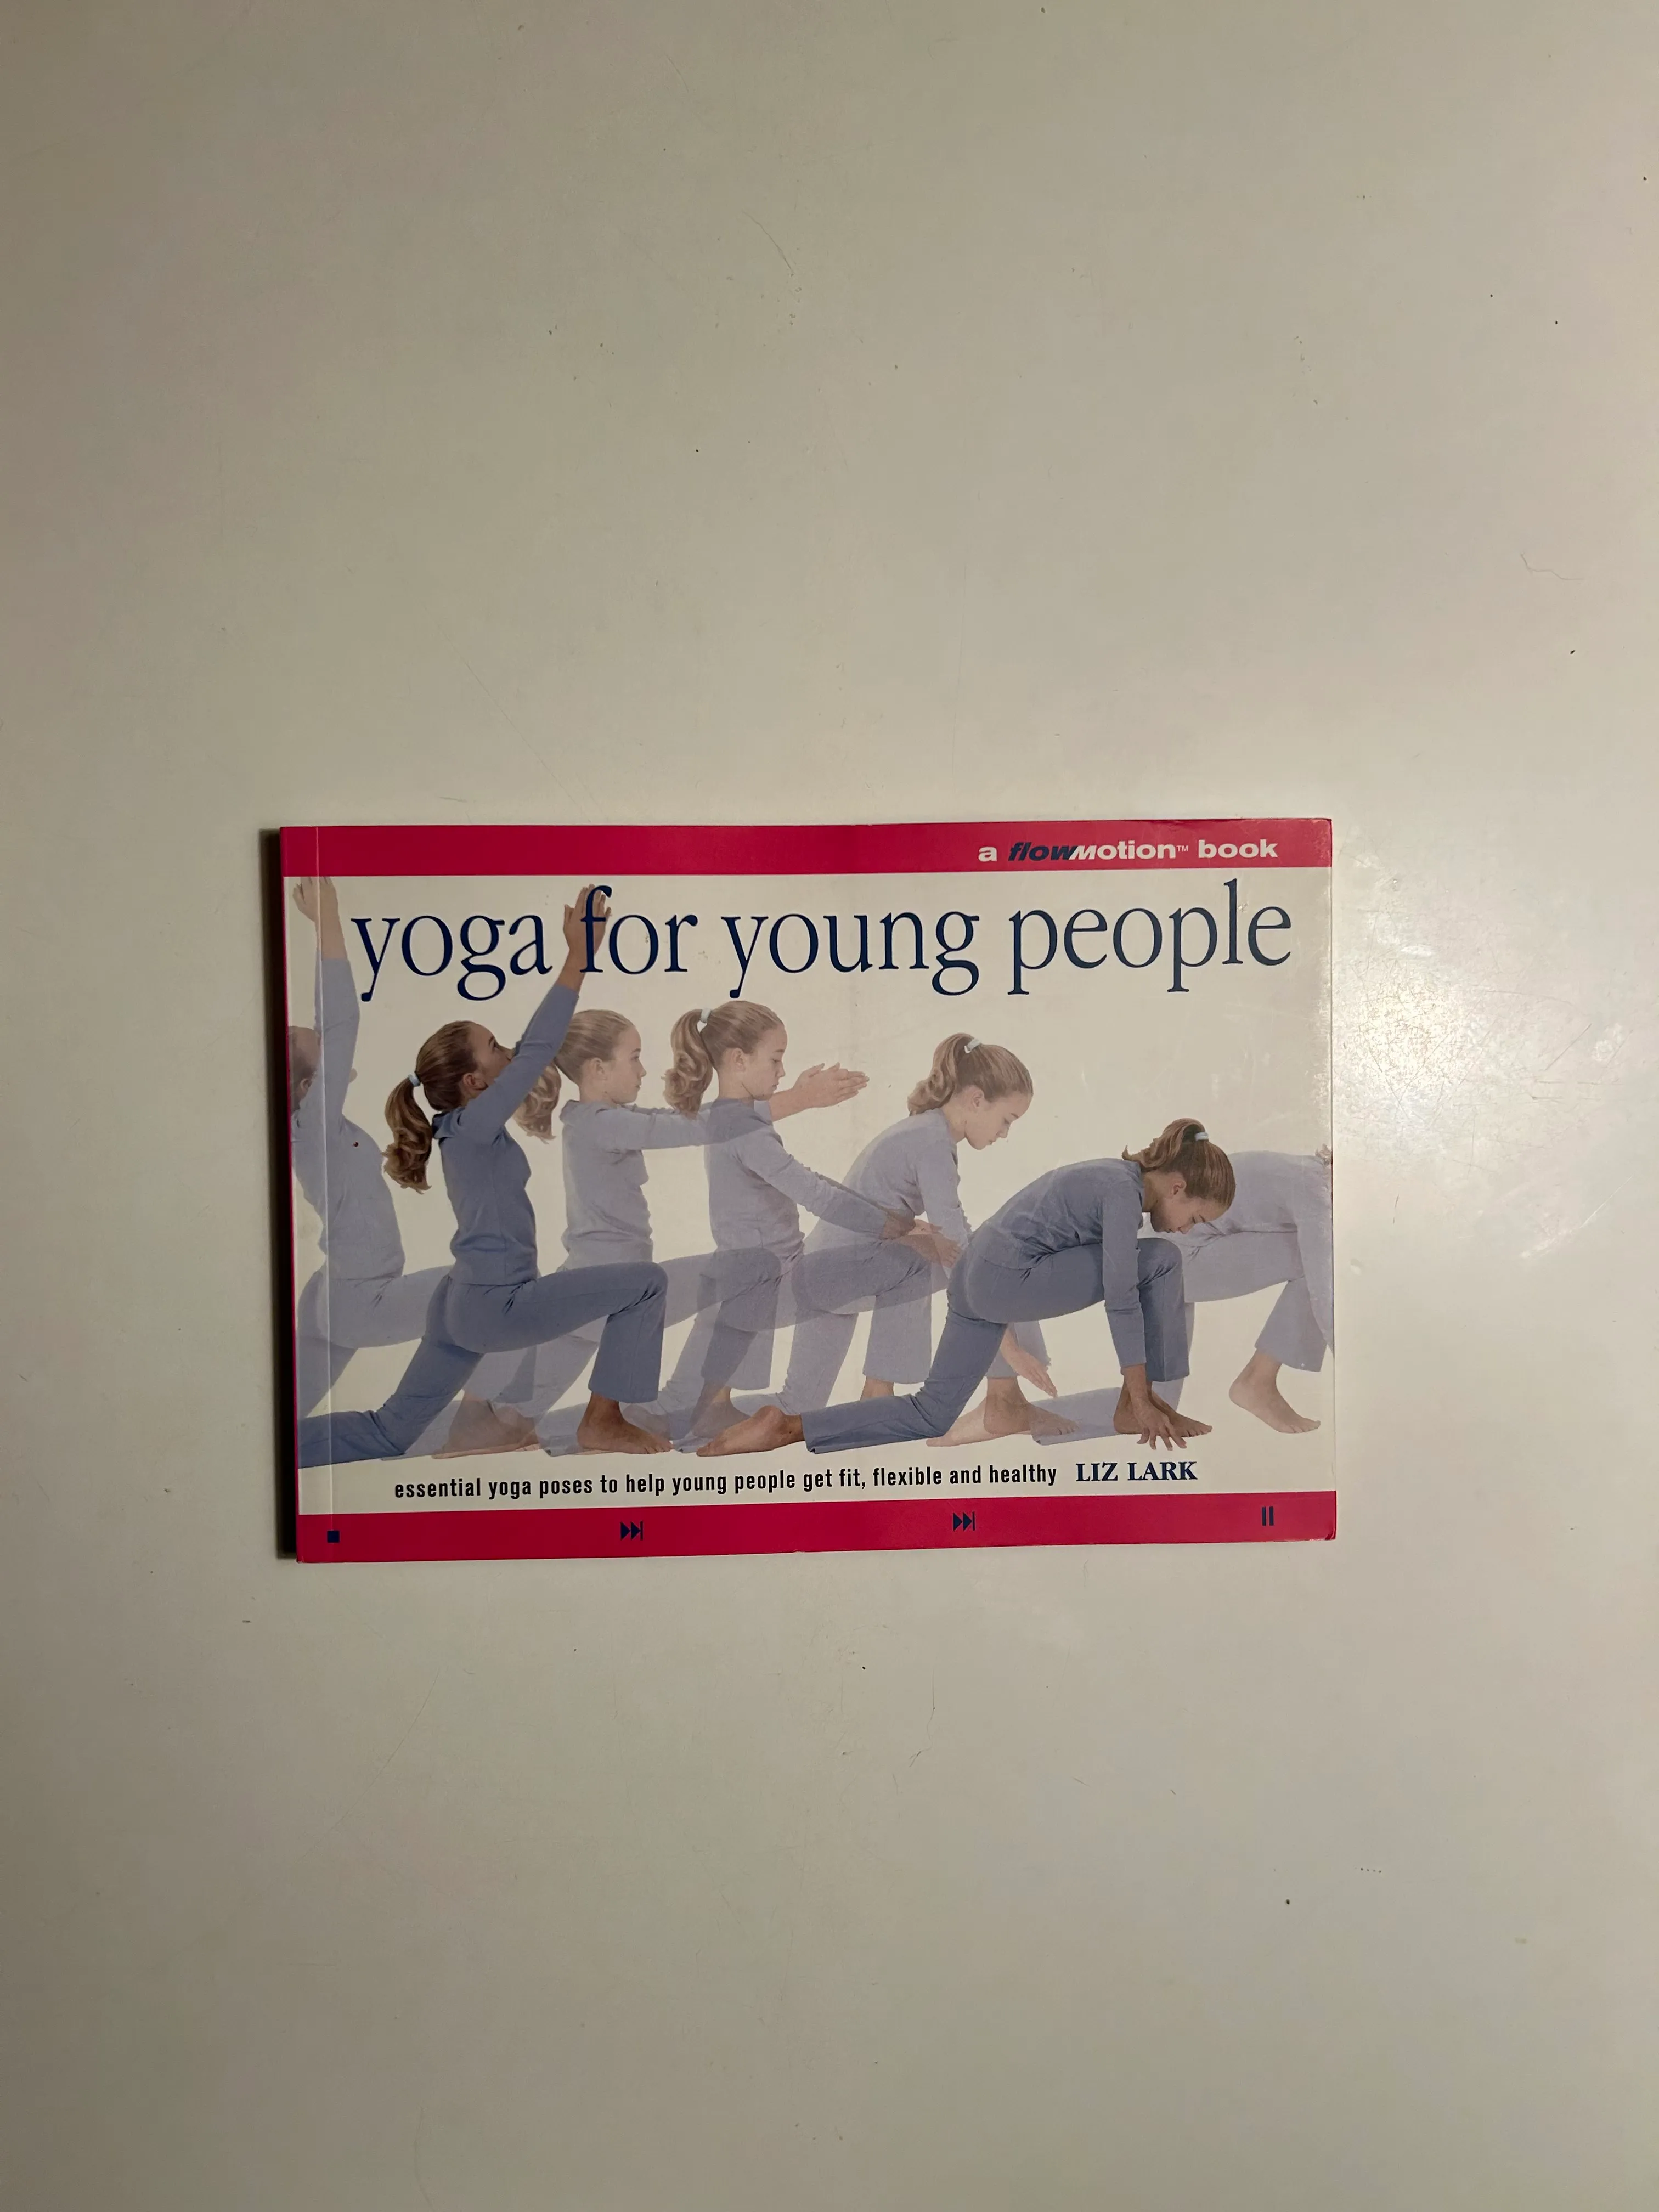 a flowmotion™ book
yoga for young people
essential yoga poses to help young people get fit, flexible and healthy LIZ LARK